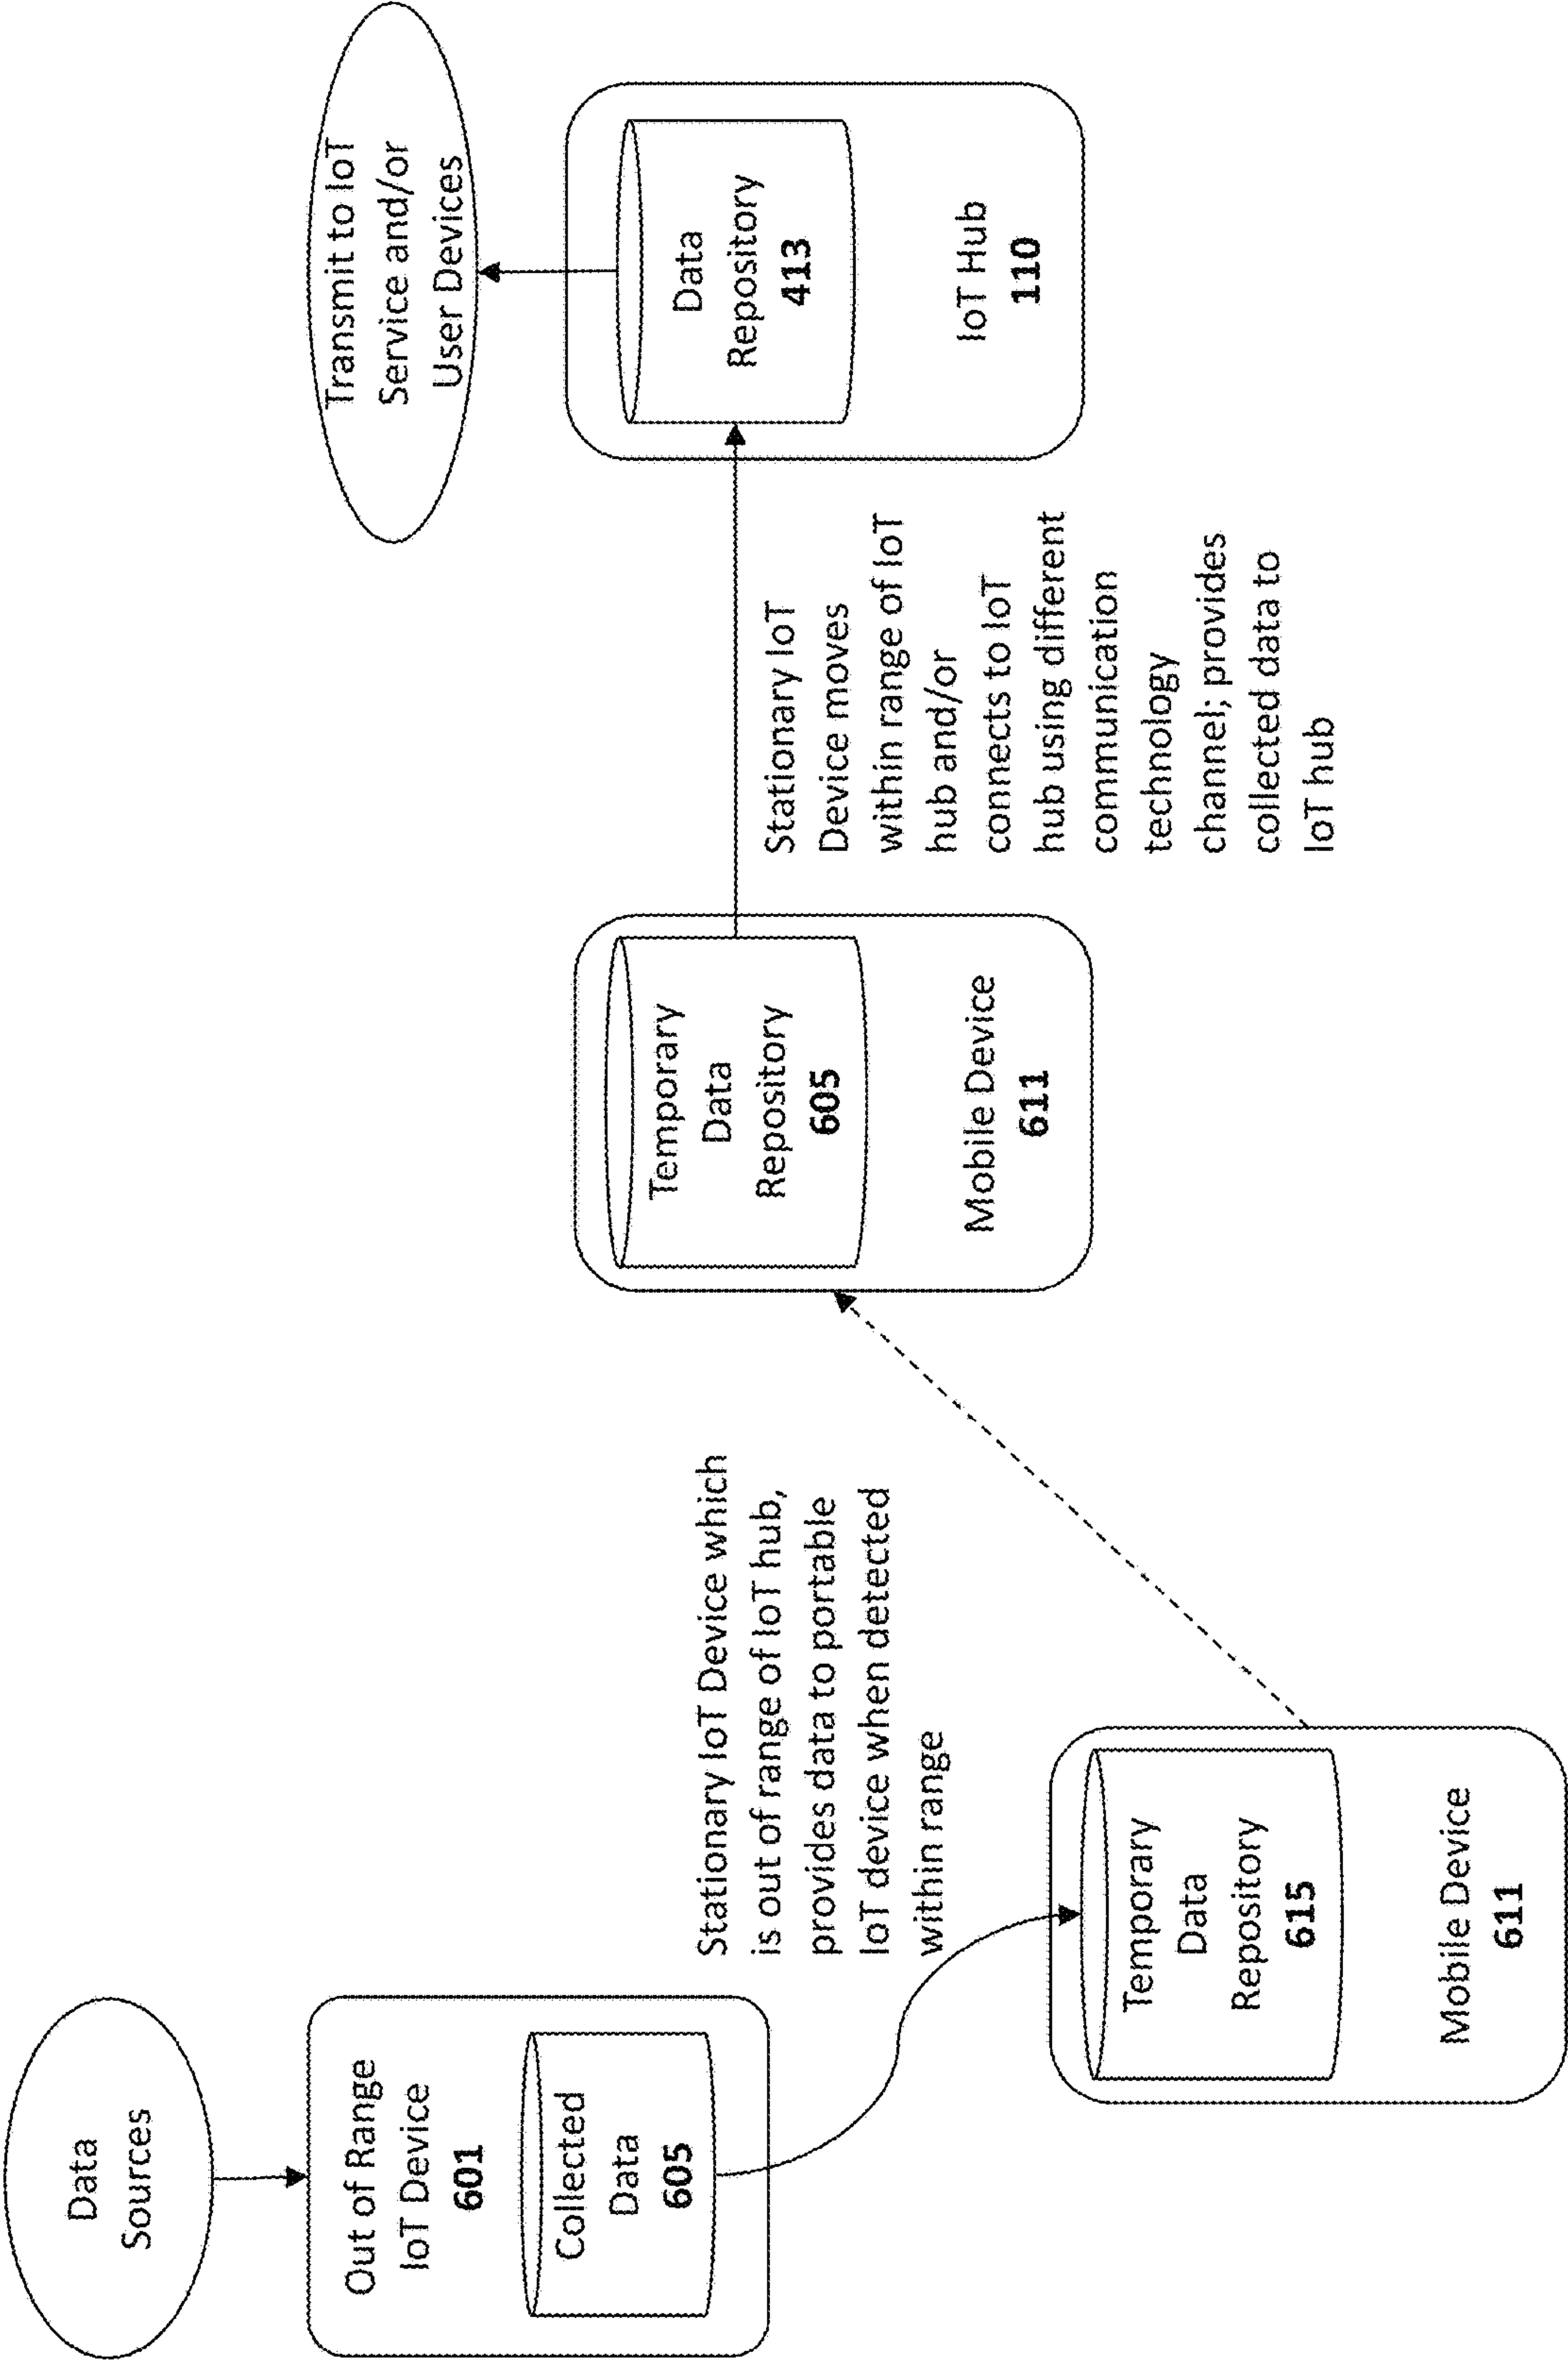 Data
Sources
Out of Range
IoT Device
601
Collected
Data
605
Stationary IoT Device which
is out of range of IoT hub,
provides data to portable
IoT device when detected
within range
Temporary
Data
Repository
615
Mobile Device
611
Temporary
Data
Repository
605
Mobile Device
611
Stationary IoT
Device moves
within range of IoT
hub and/or
connects to IoT
hub using different
communication
technology
channel; provides
collected data to
IoT hub
Transmit to IoT
Service and/or
User Devices
Data
Repository
413
IoT Hub
110